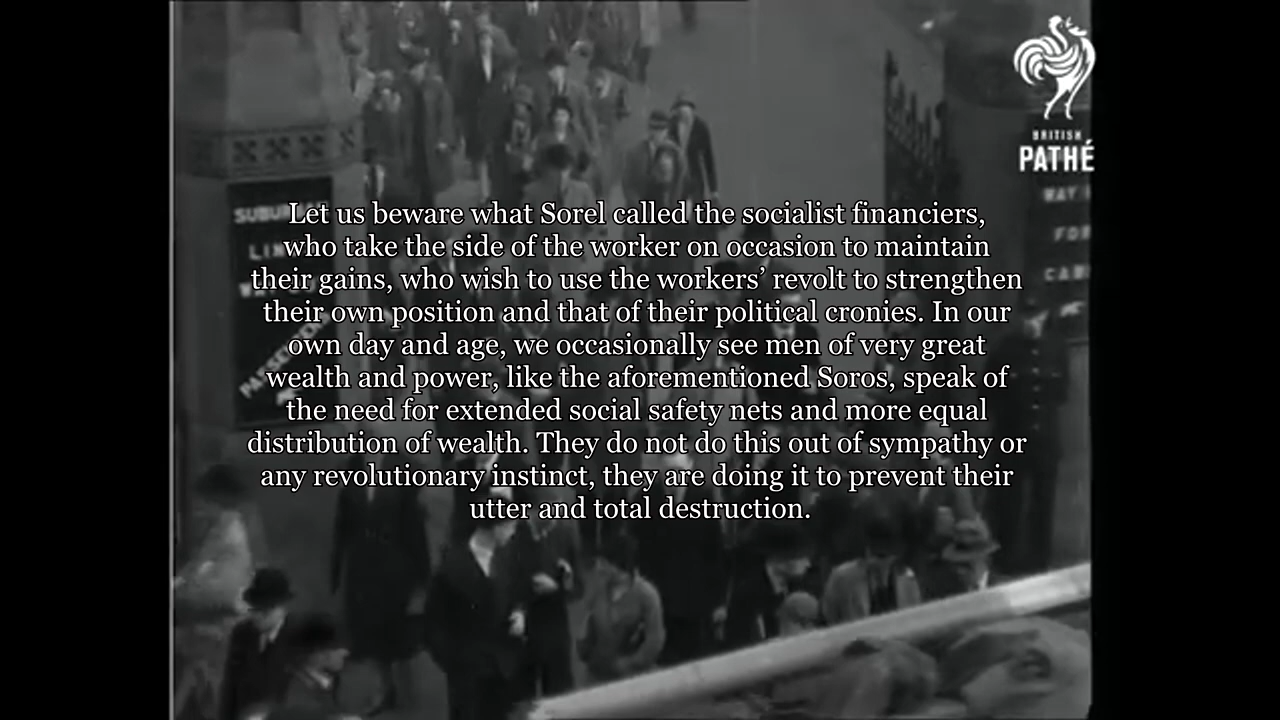 BRITISH
PATHÉ
SUBURBAN
WAY
FOR
Let us beware what Sorel called the socialist financiers,
who take the side of the worker on occasion to maintain
their gains, who wish to use the workers’ revolt to strengthen
their own position and that of their political cronies. In our
own day and age, we occasionally see men of very great
wealth and power, like the aforementioned Soros, speak of
the need for extended social safety nets and more equal
distribution of wealth. They do not do this out of sympathy or
any revolutionary instinct, they are doing it to prevent their
utter and total destruction.